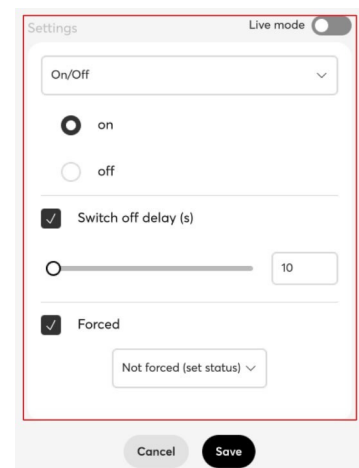 Settings
Live mode
On/Off
on
off
Switch off delay (s)
10
Forced
Not forced (set status)
Cancel
Save